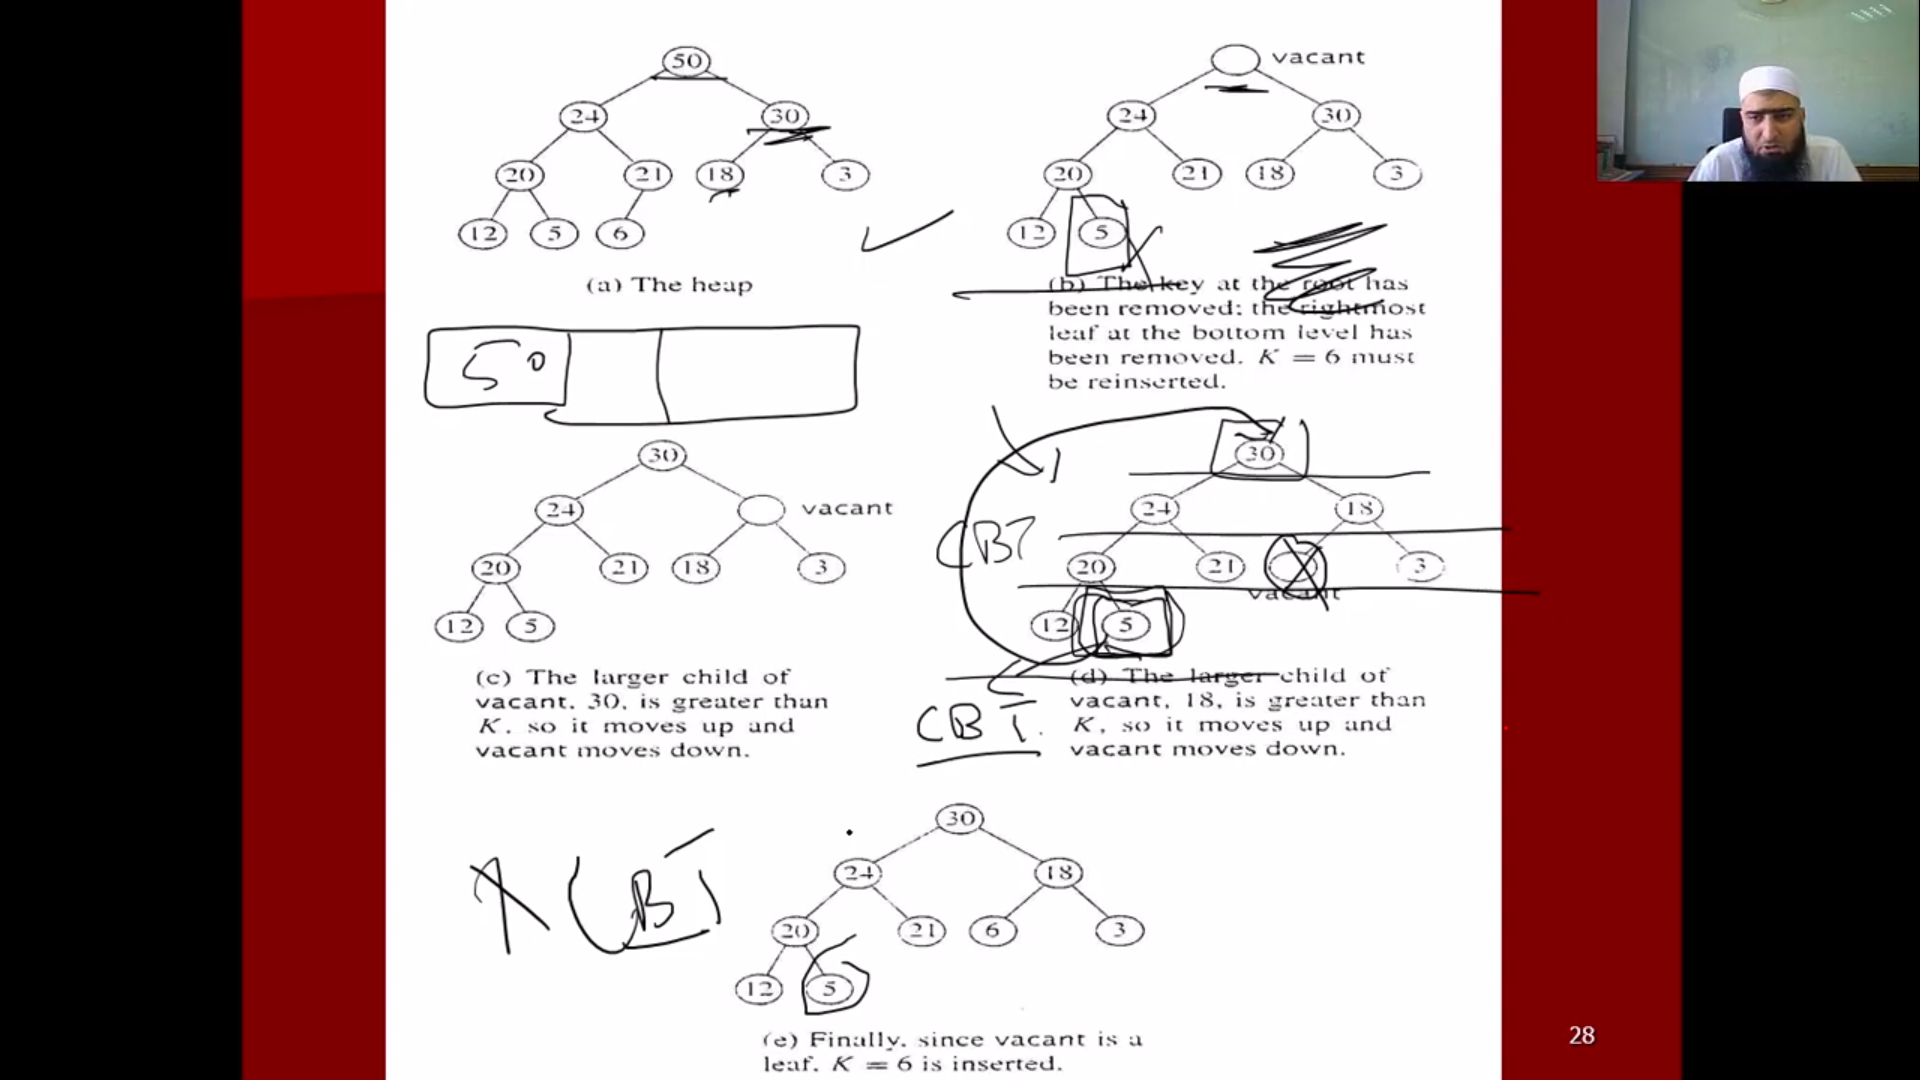 50
24 30
20 21 18 3
12 5 6
(a) The heap
vacant
24 30
20 21 18 3
12 5
(b) The key at the root has
been removed; the rightmost
leaf at the bottom level has
been removed. K = 6 must
be reinserted.
50
30
24 vacant
20 21 18 3
12 5
(c) The larger child of
vacant, 30, is greater than
K, so it moves up and
vacant moves down.
30
24 18
CBT
20 21 3
vacant
12 5
(d) The larger child of
vacant, 18, is greater than
K, so it moves up and
vacant moves down.
CBT.
30
24 18
20 21 6 3
12 5
CBT
(e) Finally, since vacant is a
leaf, K = 6 is inserted.
28